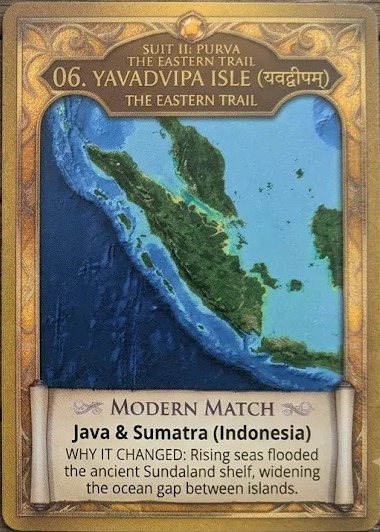 SUIT II: PURVA
THE EASTERN TRAIL
06. YAVADVIPA ISLE (यवद्वीपम्)
THE EASTERN TRAIL
MODERN MATCH
Java & Sumatra (Indonesia)
WHY IT CHANGED: Rising seas flooded
the ancient Sundaland shelf, widening
the ocean gap between islands.